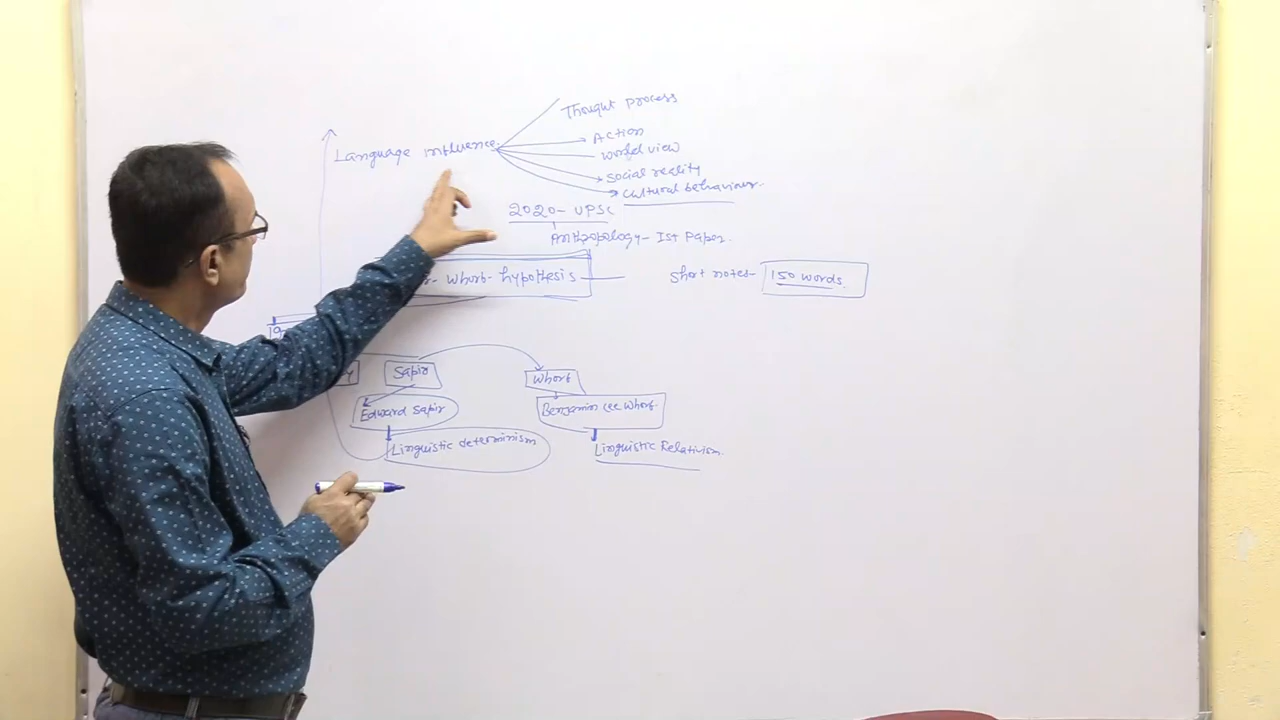 Thought Process
Action
Language influence
world view
social reality
cultural behaviour
2020- UPSC
Anthropology- Ist Paper.
Whorf- hypothesis
Short notes- 150 words.
19
Sapir
Whorf
Edward Sapir
Benjamin Lee Whorf
Linguistic determinism
Linguistic Relativism